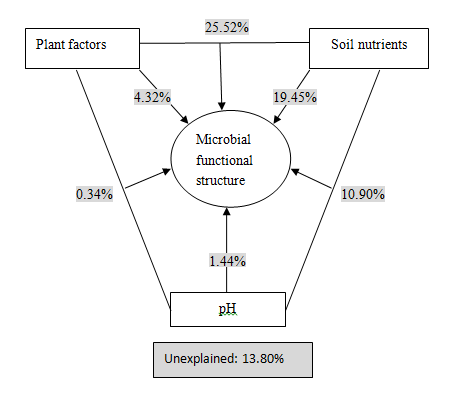 25.52%
Plant factors
Soil nutrients
4.32%
19.45%
Microbial
functional
structure
0.34%
10.90%
1.44%
pH
Unexplained: 13.80%